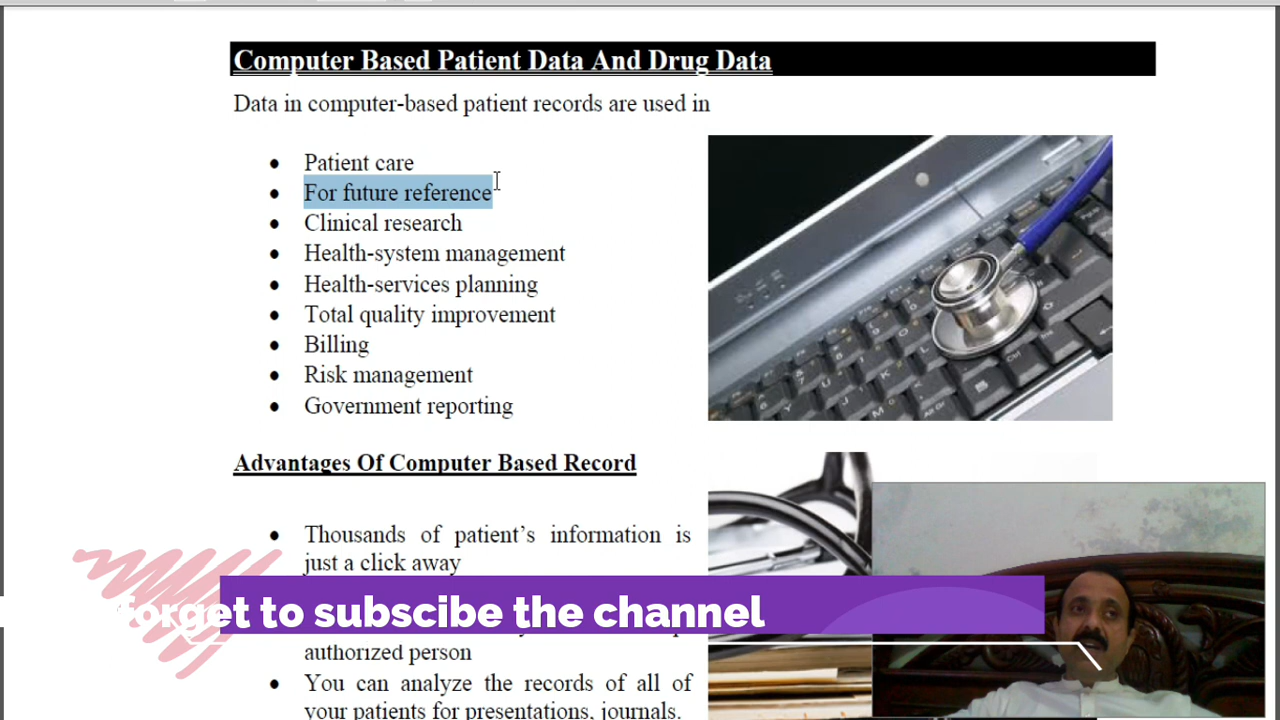 Computer Based Patient Data And Drug Data
Data in computer-based patient records are used in
• Patient care
• For future reference
• Clinical research
• Health-system management
• Health-services planning
• Total quality improvement
• Billing
• Risk management
• Government reporting
Advantages Of Computer Based Record
• Thousands of patient’s information is
just a click away
forget to subscibe the channel
authorized person
• You can analyze the records of all of
your patients for presentations, journals.